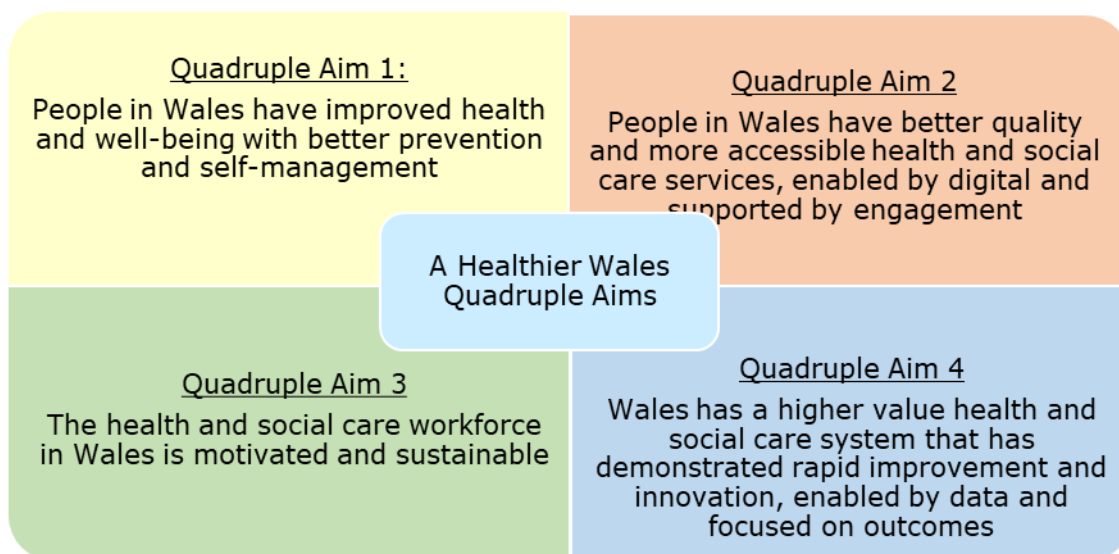 Quadruple Aim 1:
People in Wales have improved health
and well-being with better prevention
and self-management
Quadruple Aim 2
People in Wales have better quality
and more accessible health and social
care services, enabled by digital and
supported by engagement
A Healthier Wales
Quadruple Aims
Quadruple Aim 3
The health and social care workforce
in Wales is motivated and sustainable
Quadruple Aim 4
Wales has a higher value health and
social care system that has
demonstrated rapid improvement and
innovation, enabled by data and
focused on outcomes